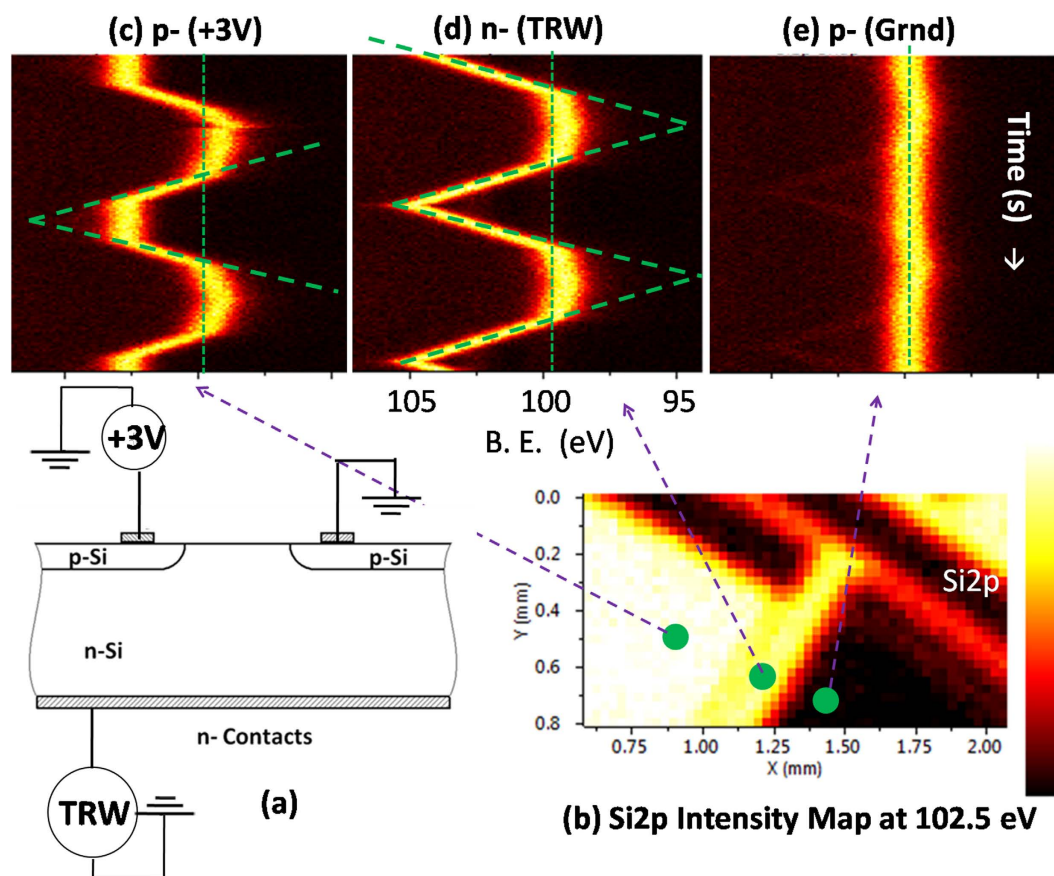 (c) p- (+3V)
(d) n- (TRW)
(e) p- (Grnd)
Time (s) →
105
100
95
B. E. (eV)
+3V
p-Si
p-Si
n-Si
n- Contacts
TRW
(a)
0.0
0.2
0.4
0.6
0.8
Y (mm)
Si2p
0.75
1.00
1.25
1.50
1.75
2.00
X (mm)
(b) Si2p Intensity Map at 102.5 eV